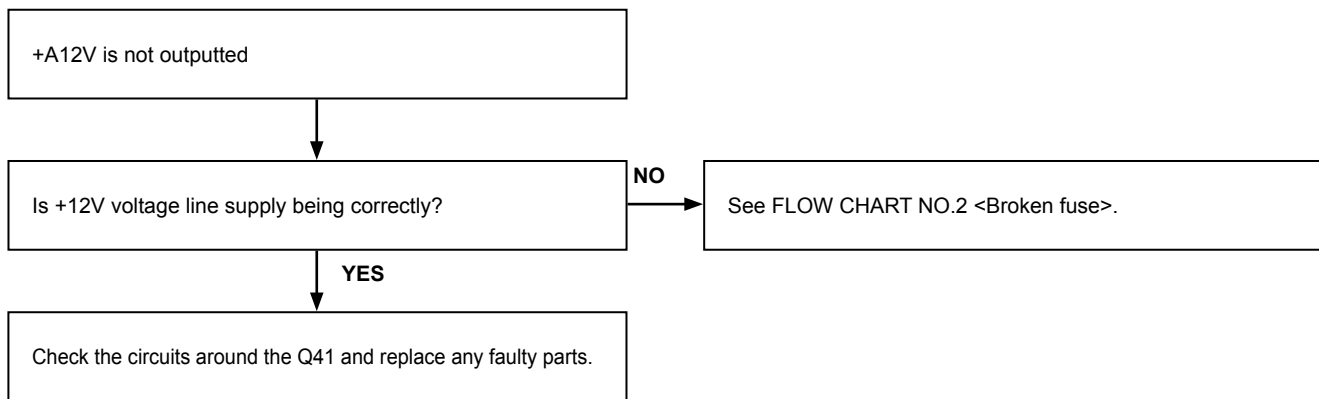 +A12V is not outputted
Is +12V voltage line supply being correctly?
NO
See FLOW CHART NO.2 <Broken fuse>.
YES
Check the circuits around the Q41 and replace any faulty parts.